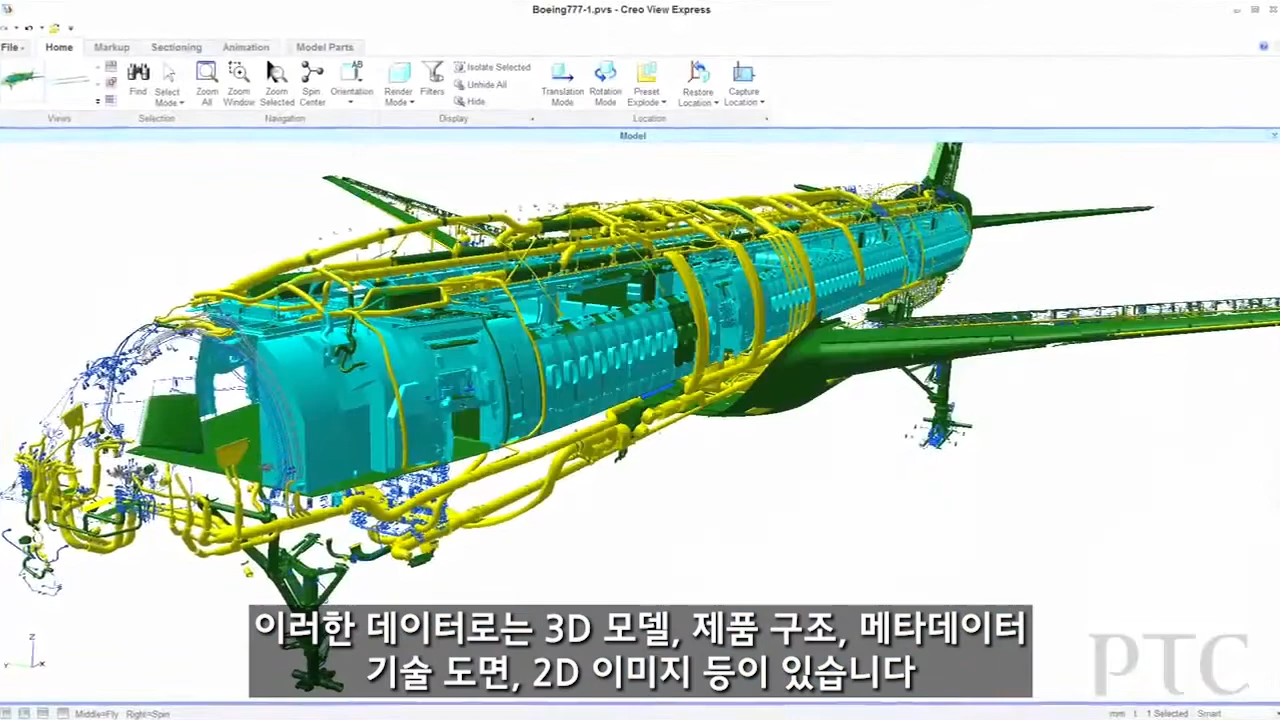 Boeing777-1.pvs - Creo View Express
File Home Markup Sectioning Animation Model Parts
Find Select Mode Zoom All Zoom Window Zoom Selected Spin Center Orientation Render Mode Filters Isolate Selected Unhide All Hide Translation Mode Rotation Mode Preset Explode Restore Location Capture Location
Views Selection Navigation Display Location
Model
Z
Y X
이러한 데이터로는 3D 모델, 제품 구조, 메타데이터
기술 도면, 2D 이미지 등이 있습니다
PTC
Middle=Fly Right=Spin mm 1 Selected Smart